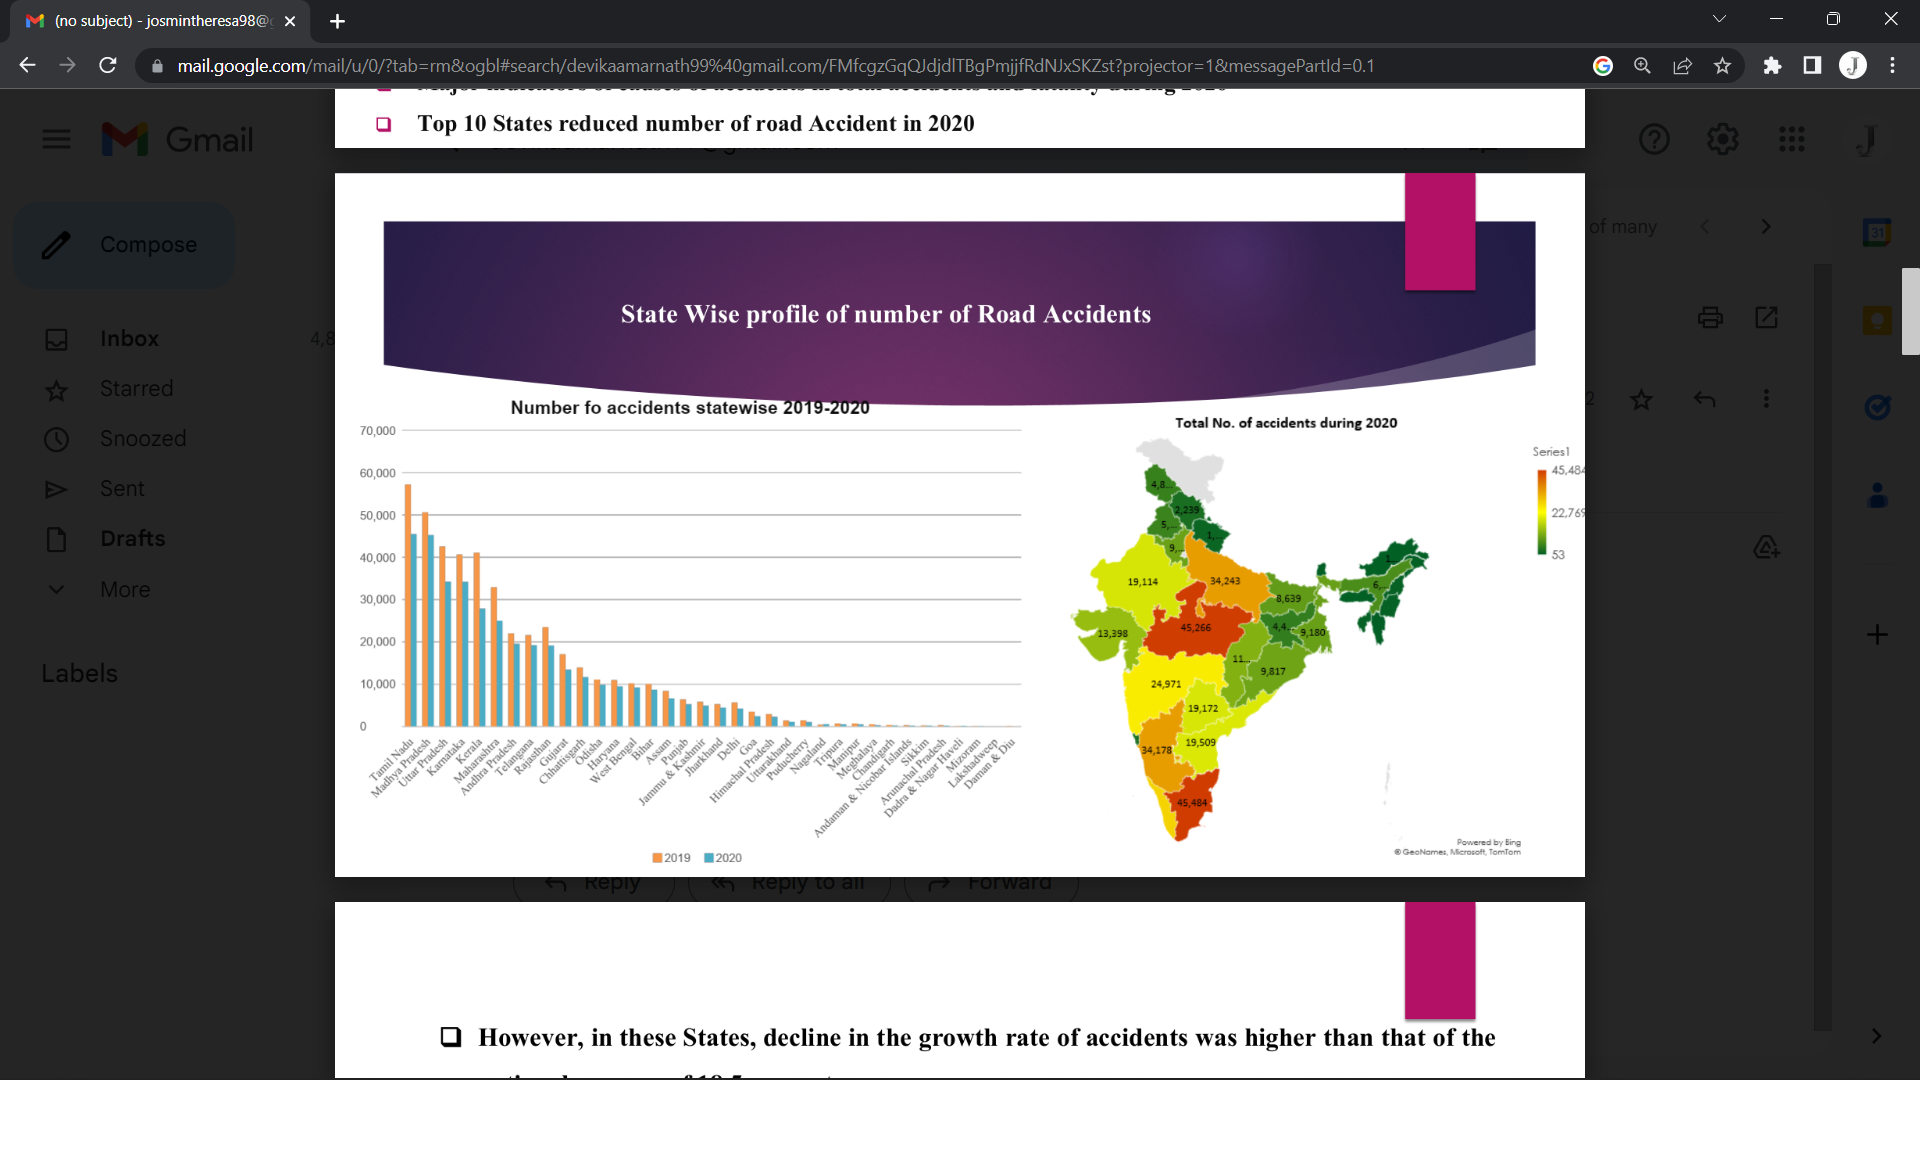 (no subject) - josmintheresa98@
mail.google.com/mail/u/0/?tab=rm&ogbl#search/devikaamarnath99%40gmail.com/FMfcgzGqQJdjdlTBgPmjjfRdNJxSKZst?projector=1&messagePartId=0.1
Top 10 States reduced number of road Accident in 2020
Gmail
Compose
of many
Inbox
4,8
Starred
Snoozed
Sent
Drafts
More
Labels
31
J
State Wise profile of number of Road Accidents
Number fo accidents statewise 2019-2020
70,000
60,000
50,000
40,000
30,000
20,000
10,000
0
Tamil Nadu
Madhya Pradesh
Uttar Pradesh
Karnataka
Kerala
Maharashtra
Andhra Pradesh
Telangana
Rajasthan
Gujarat
Chhattisgarh
Odisha
Haryana
West Bengal
Bihar
Assam
Punjab
Jammu & Kashmir
Jharkhand
Delhi
Goa
Himachal Pradesh
Uttarakhand
Puducherry
Nagaland
Tripura
Manipur
Meghalaya
Chandigarh
Andaman & Nicobar Islands
Sikkim
Arunachal Pradesh
Dadra & Nagar Haveli
Mizoram
Lakshadweep
Daman & Diu
2019 2020
Total No. of accidents during 2020
Series1
45,484
22,769
53
4,8...
2,239
5,...
1,...
9,...
19,114
34,243
8,639
6,...
13,398
45,266
4,4...
9,180
11...
9,817
24,971
19,172
34,178
19,509
45,484
Powered by Bing
© GeoNames, Microsoft, TomTom
Reply
Reply to all
Forward
However, in these States, decline in the growth rate of accidents was higher than that of the